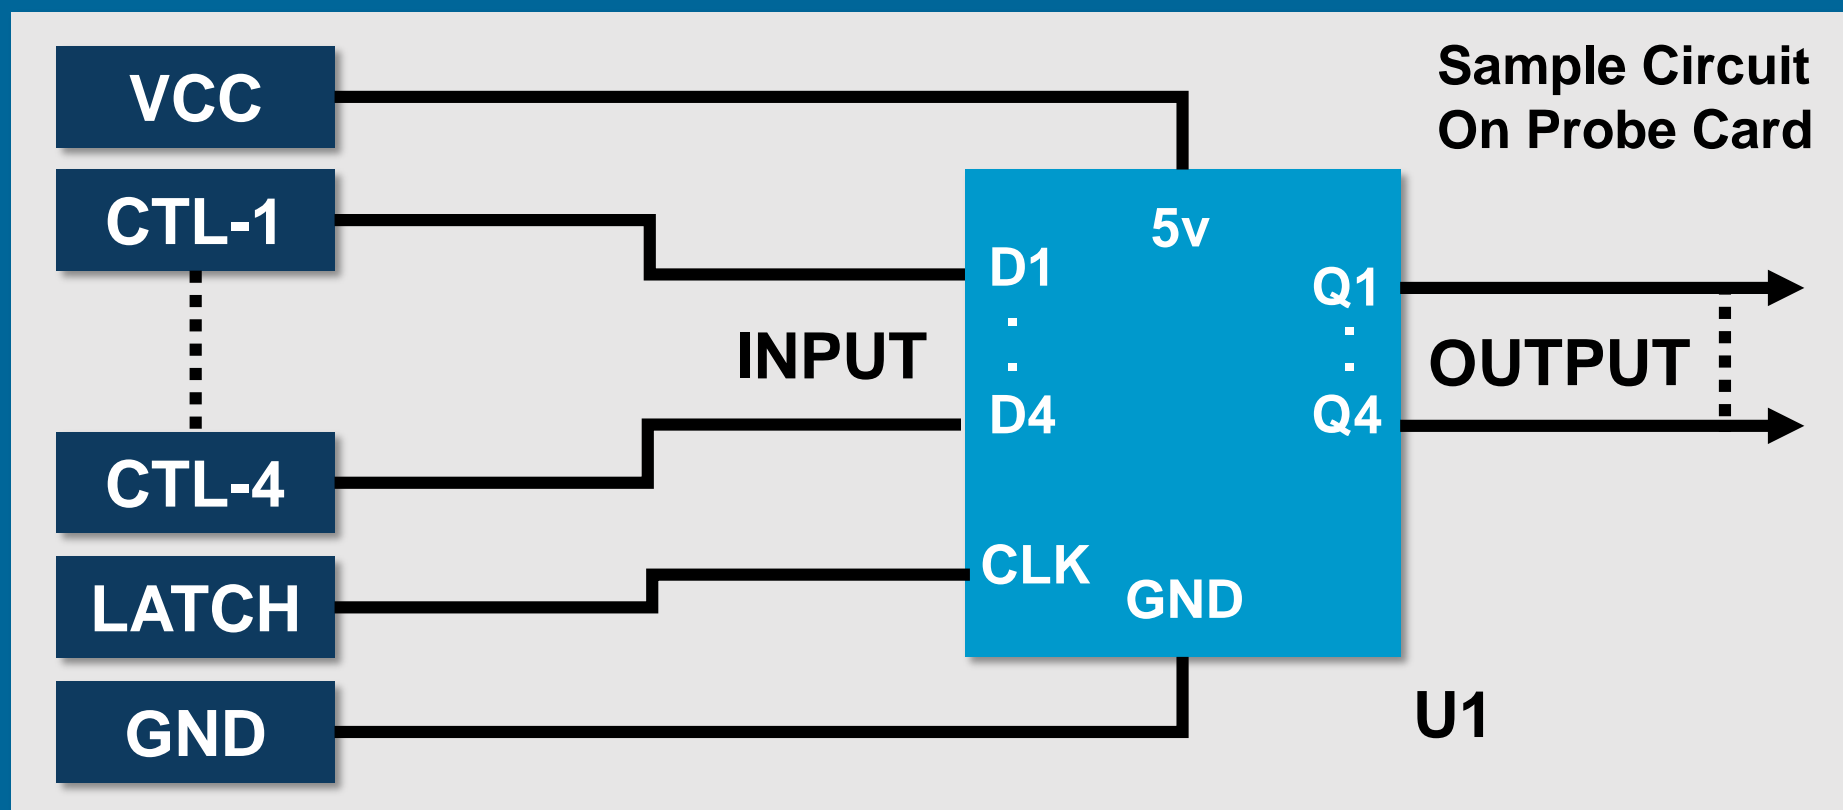 Sample Circuit
On Probe Card
VCC
CTL-1
CTL-4
LATCH
GND
INPUT
5v
D1
D4
CLK
GND
Q1
Q4
OUTPUT
U1